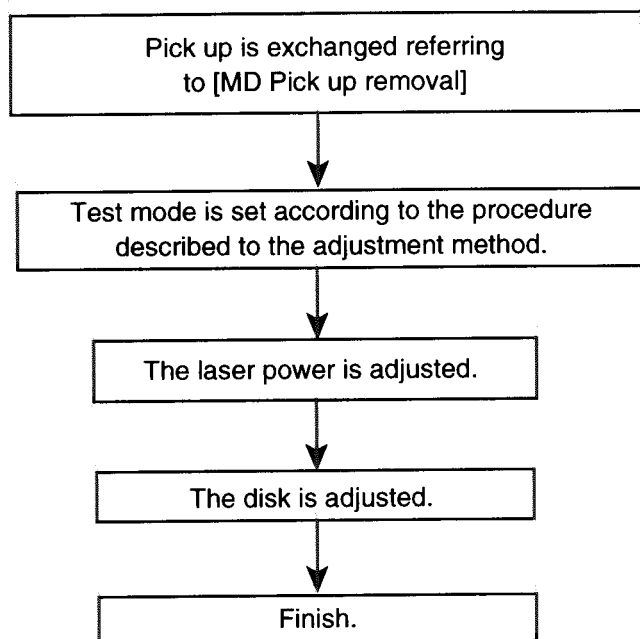 Pick up is exchanged referring
to [MD Pick up removal]
Test mode is set according to the procedure
described to the adjustment method.
The laser power is adjusted.
The disk is adjusted.
Finish.